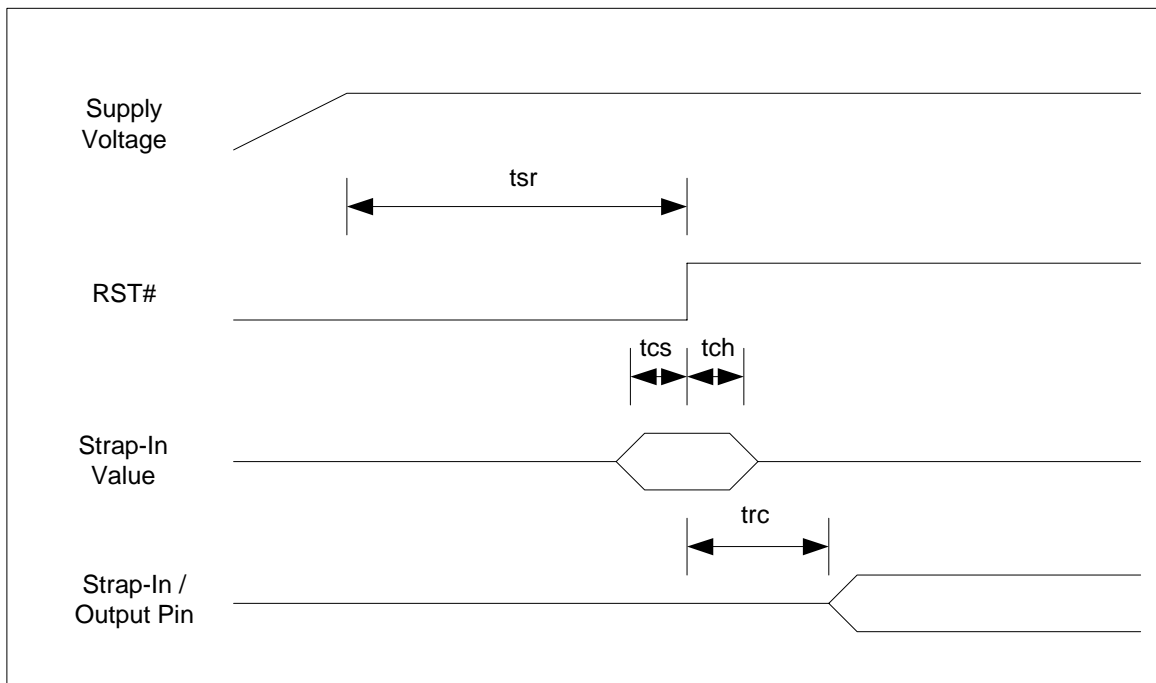 Supply
Voltage
tsr
RST#
tcs
tch
Strap-In
Value
trc
Strap-In /
Output Pin